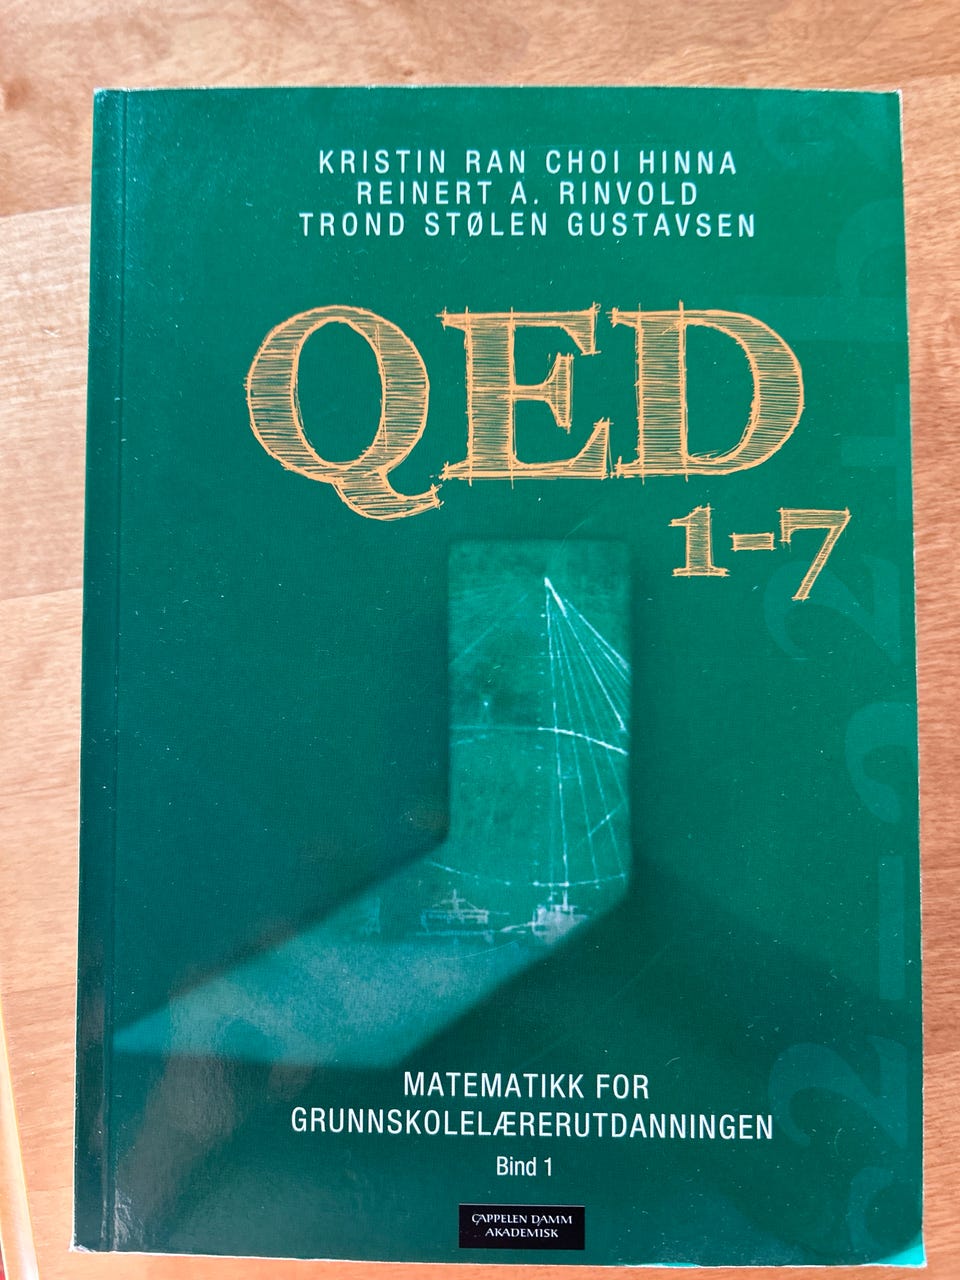 KRISTIN RAN CHOI HINNA
REINERT A. RINVOLD
TROND STØLEN GUSTAVSEN
QED
1-7
MATEMATIKK FOR
GRUNNSKOLELÆRERUTDANNINGEN
Bind 1
CAPPELEN DAMM
AKADEMISK